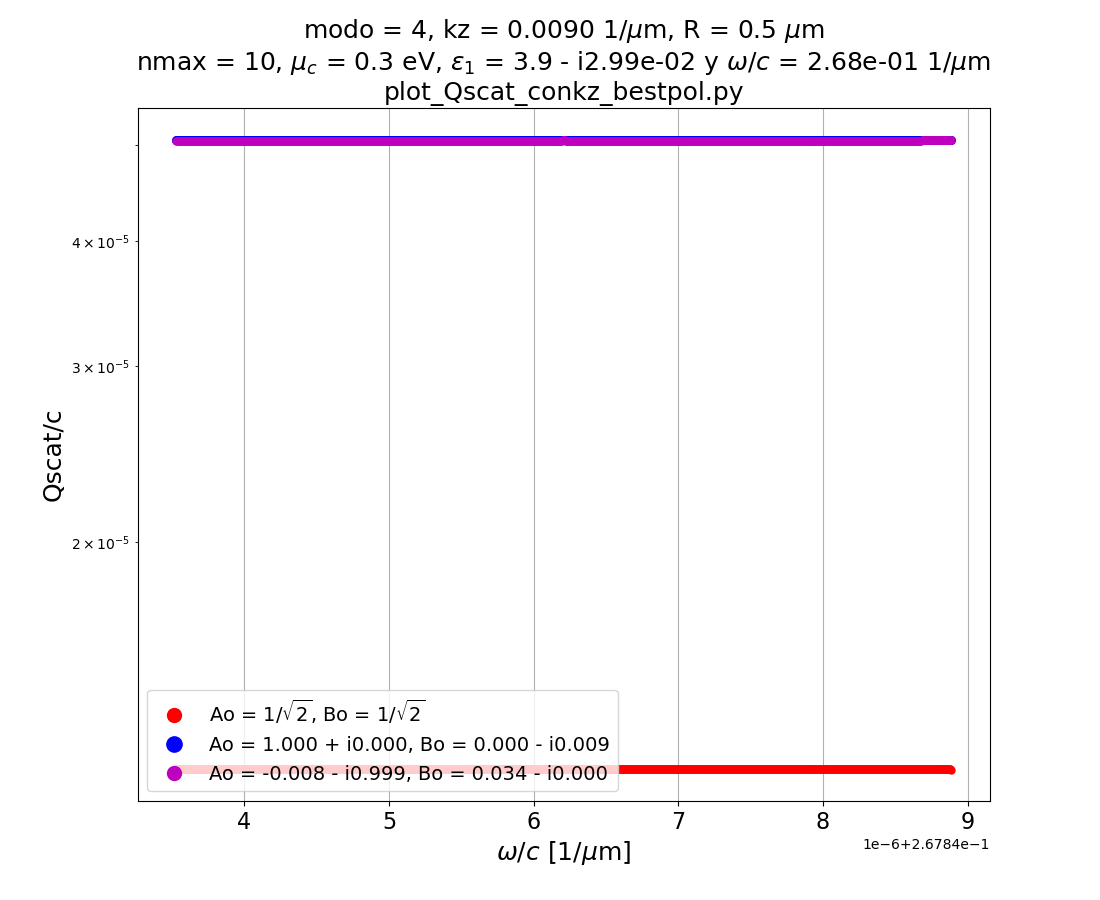 modo = 4, kz = 0.0090 1/μm, R = 0.5 μm
nmax = 10, μ_c = 0.3 eV, ε₁ = 3.9 - i2.99e-02 y ω/c = 2.68e-01 1/μm
plot_Qscat_conkz_bestpol.py
4 × 10⁻⁵
3 × 10⁻⁵
2 × 10⁻⁵
Qscat/c
Ao = 1/√2, Bo = 1/√2
Ao = 1.000 + i0.000, Bo = 0.000 - i0.009
Ao = -0.008 - i0.999, Bo = 0.034 - i0.000
4 5 6 7 8 9
1e−6+2.6784e−1
ω/c [1/μm]